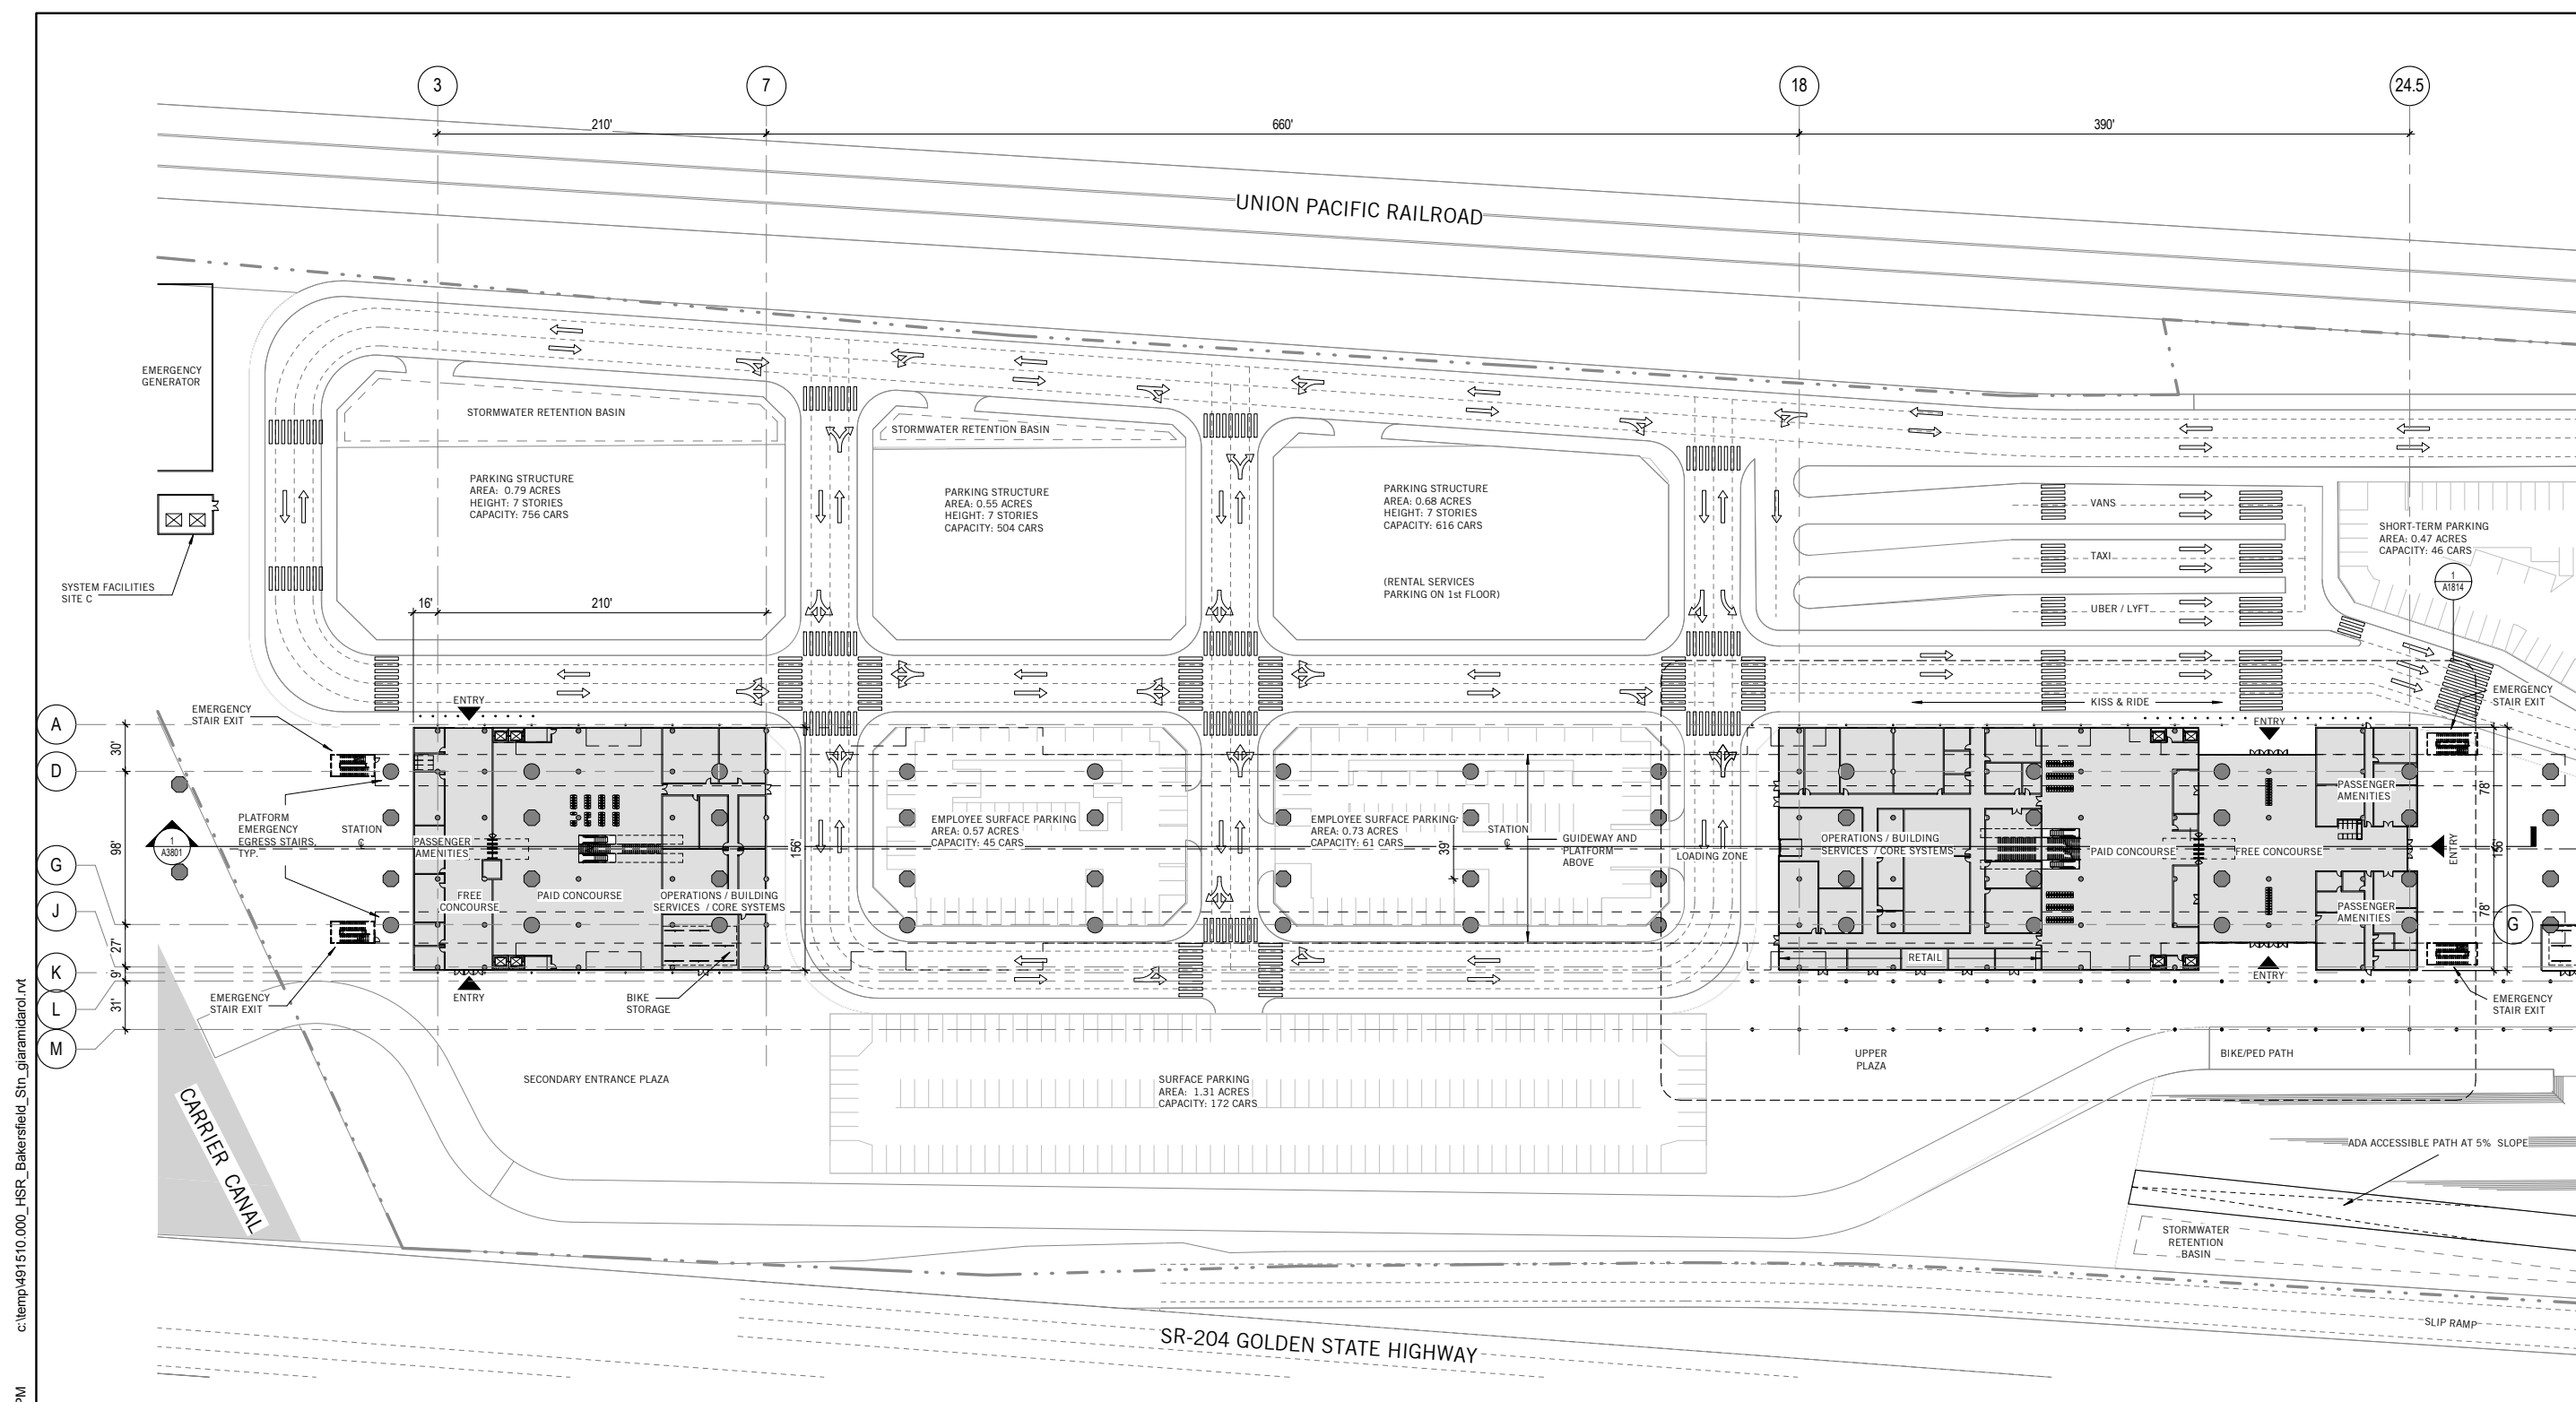 3
7
18
24.5
210'
660'
390'
UNION PACIFIC RAILROAD
EMERGENCY
GENERATOR
STORMWATER RETENTION BASIN
STORMWATER RETENTION BASIN
PARKING STRUCTURE
AREA: 0.79 ACRES
HEIGHT: 7 STORIES
CAPACITY: 756 CARS
PARKING STRUCTURE
AREA: 0.55 ACRES
HEIGHT: 7 STORIES
CAPACITY: 504 CARS
PARKING STRUCTURE
AREA: 0.68 ACRES
HEIGHT: 7 STORIES
CAPACITY: 616 CARS
(RENTAL SERVICES
PARKING ON 1st FLOOR)
VANS
TAXI
UBER / LYFT
SHORT-TERM PARKING
AREA: 0.47 ACRES
CAPACITY: 46 CARS
1
A1814
SYSTEM FACILITIES
SITE C
16'
210'
EMERGENCY
STAIR EXIT
ENTRY
KISS & RIDE
ENTRY
EMERGENCY
STAIR EXIT
A
D
G
J
K
L
M
30'
98'
27'
9'
31'
PLATFORM
EMERGENCY
EGRESS STAIRS,
TYP.
STATION
℄
1
A3801
PASSENGER
AMENITIES
FREE
CONCOURSE
PAID CONCOURSE
OPERATIONS / BUILDING
SERVICES / CORE SYSTEMS
156'
EMPLOYEE SURFACE PARKING
AREA: 0.57 ACRES
CAPACITY: 45 CARS
EMPLOYEE SURFACE PARKING
AREA: 0.73 ACRES
CAPACITY: 61 CARS
39'
STATION
℄
GUIDEWAY AND
PLATFORM
ABOVE
LOADING ZONE
OPERATIONS / BUILDING
SERVICES / CORE SYSTEMS
PAID CONCOURSE
FREE CONCOURSE
PASSENGER
AMENITIES
PASSENGER
AMENITIES
ENTRY
78'
156'
78'
G
RETAIL
EMERGENCY
STAIR EXIT
ENTRY
BIKE
STORAGE
ENTRY
EMERGENCY
STAIR EXIT
SECONDARY ENTRANCE PLAZA
SURFACE PARKING
AREA: 1.31 ACRES
CAPACITY: 172 CARS
UPPER
PLAZA
BIKE/PED PATH
ADA ACCESSIBLE PATH AT 5% SLOPE
STORMWATER
RETENTION
BASIN
CARRIER CANAL
SR-204 GOLDEN STATE HIGHWAY
SLIP RAMP
c:\temp\491510.000_HSR_Bakersfield_Stn_giaramidarol.rvt
PM